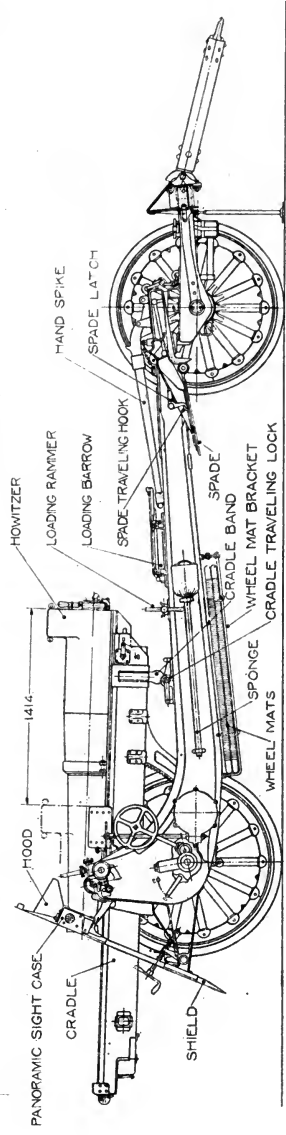 PANORAMIC SIGHT CASE
HOOD
CRADLE
SHIELD
1414
HOWITZER
LOADING RAMMER
LOADING BARROW
HAND SPIKE
SPADE LATCH
SPADE TRAVELING HOOK
SPADE
CRADLE BAND
WHEEL MAT BRACKET
CRADLE TRAVELING LOCK
SPONGE
WHEEL MATS